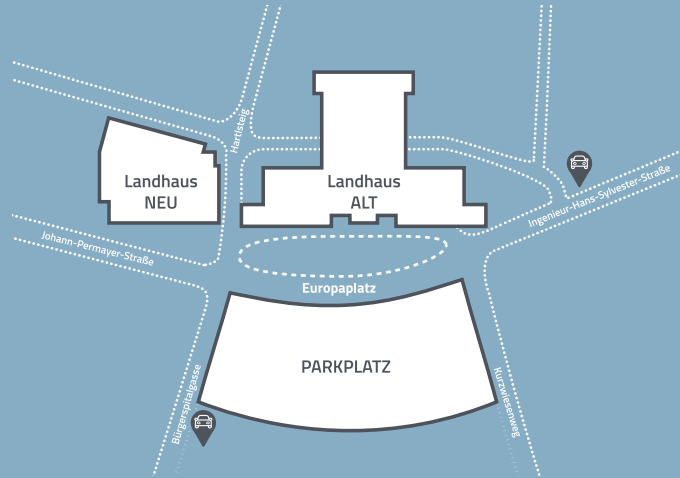 Hartlsteig
Landhaus
NEU
Landhaus
ALT
Ingenieur-Hans-Sylvester-Straße
Johann-Permayer-Straße
Europaplatz
PARKPLATZ
Bürgerspitalgasse
Kurzwiesenweg